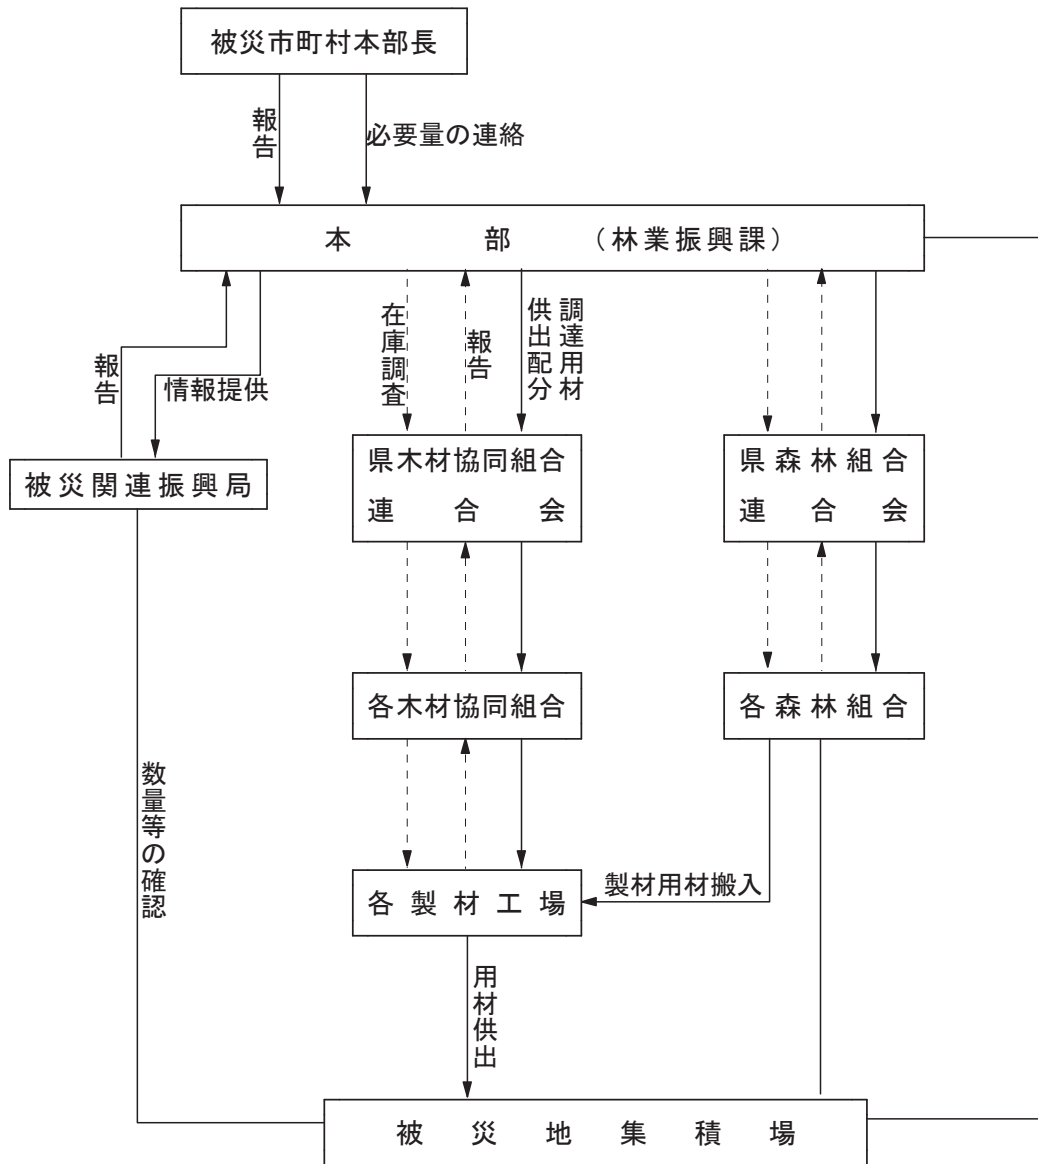 被災市町村本部長
報告
必要量の連絡
本部（林業振興課）
報告
情報提供
在庫調査
報告
調達用材
供出配分
被災関連振興局
県木材協同組合
連合会
県森林組合
連合会
各木材協同組合
各森林組合
数量等の確認
各製材工場
製材用材搬入
用材供出
被災地集積場